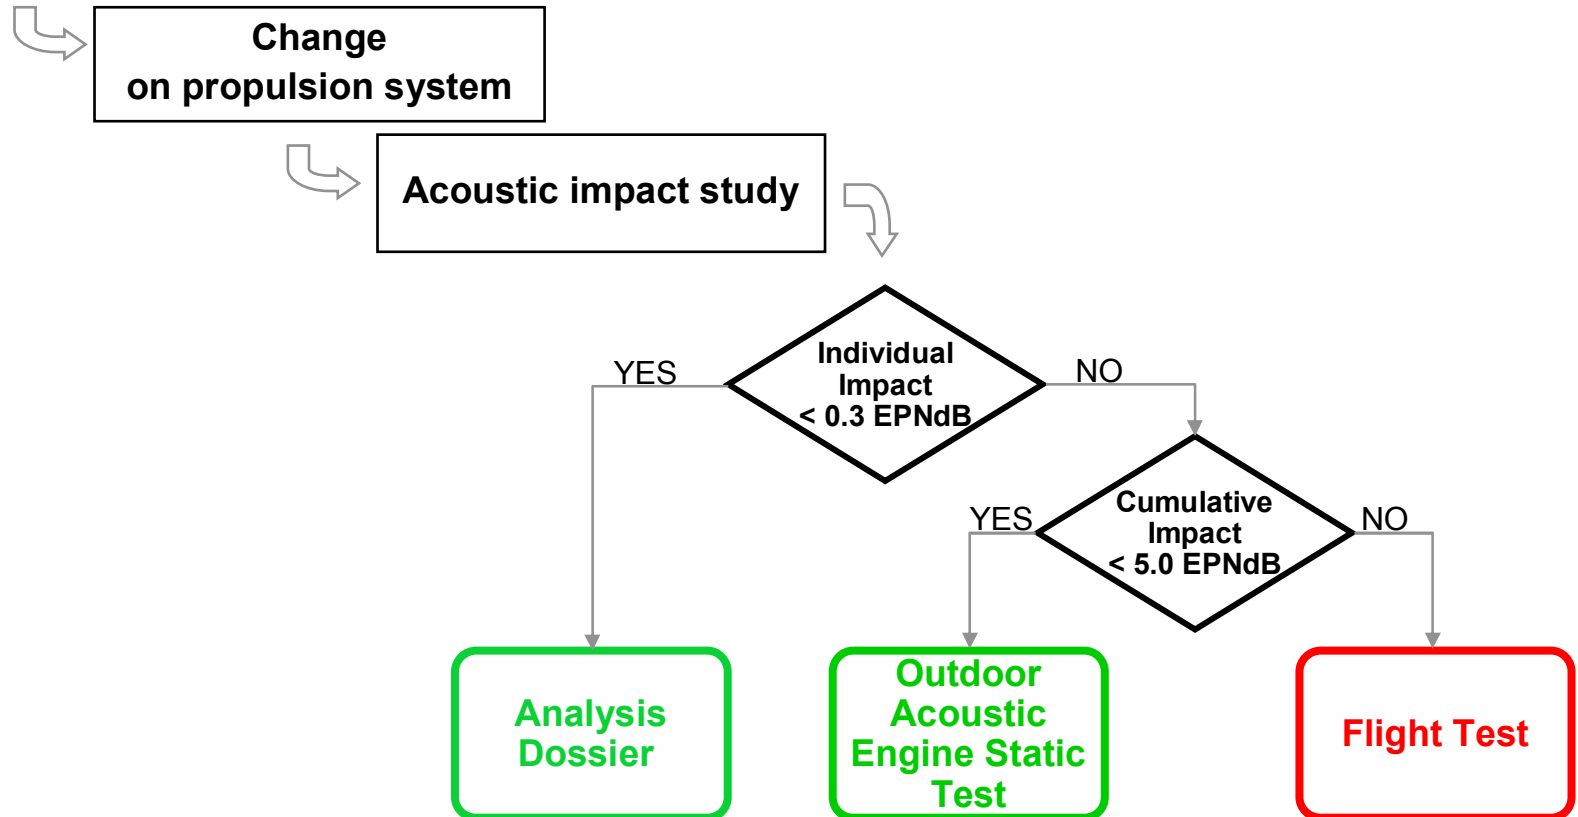 Change
on propulsion system
Acoustic impact study
Individual
Impact
< 0.3 EPNdB
YES
NO
Cumulative
Impact
< 5.0 EPNdB
YES
NO
Analysis
Dossier
Outdoor
Acoustic
Engine Static
Test
Flight Test